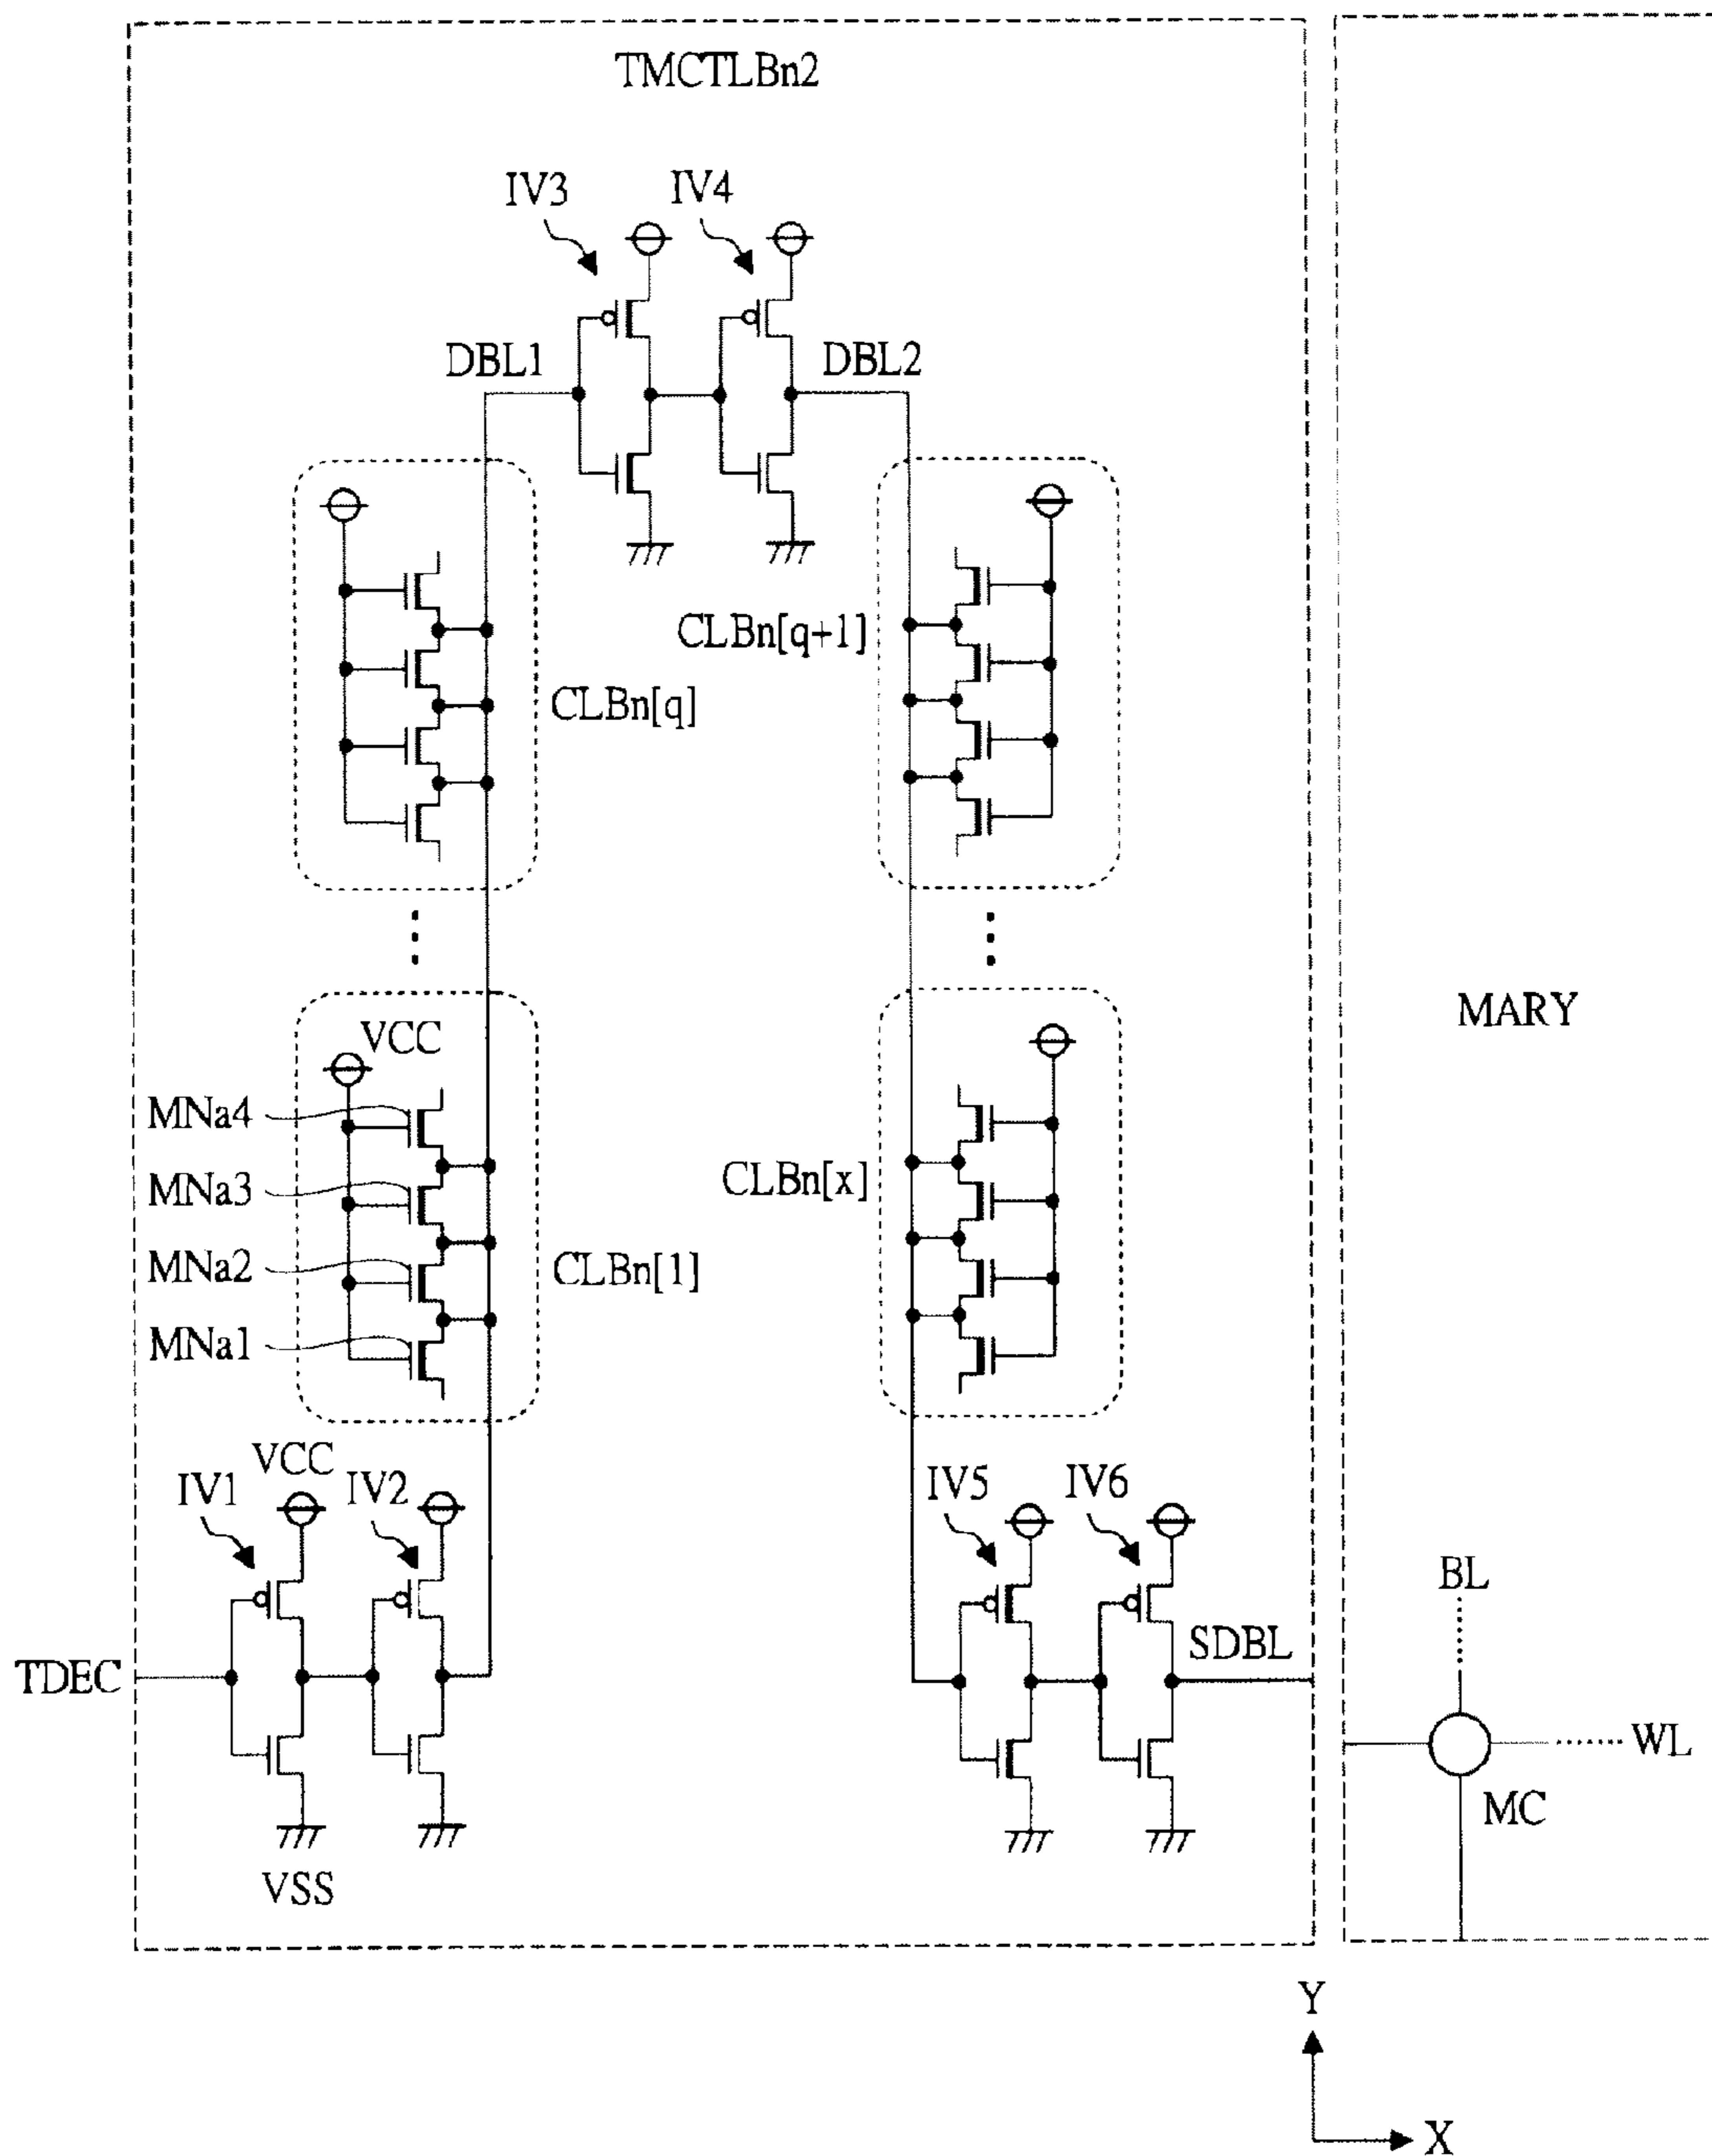 TMCTLBn2
IV3
IV4
DBL1
DBL2
CLBn[q+1]
CLBn[q]
MARY
VCC
MNa4
MNa3
CLBn[x]
MNa2
CLBn[1]
MNa1
VCC
IV1
IV2
IV5
IV6
BL
SDBL
TDEC
WL
MC
VSS
Y
X